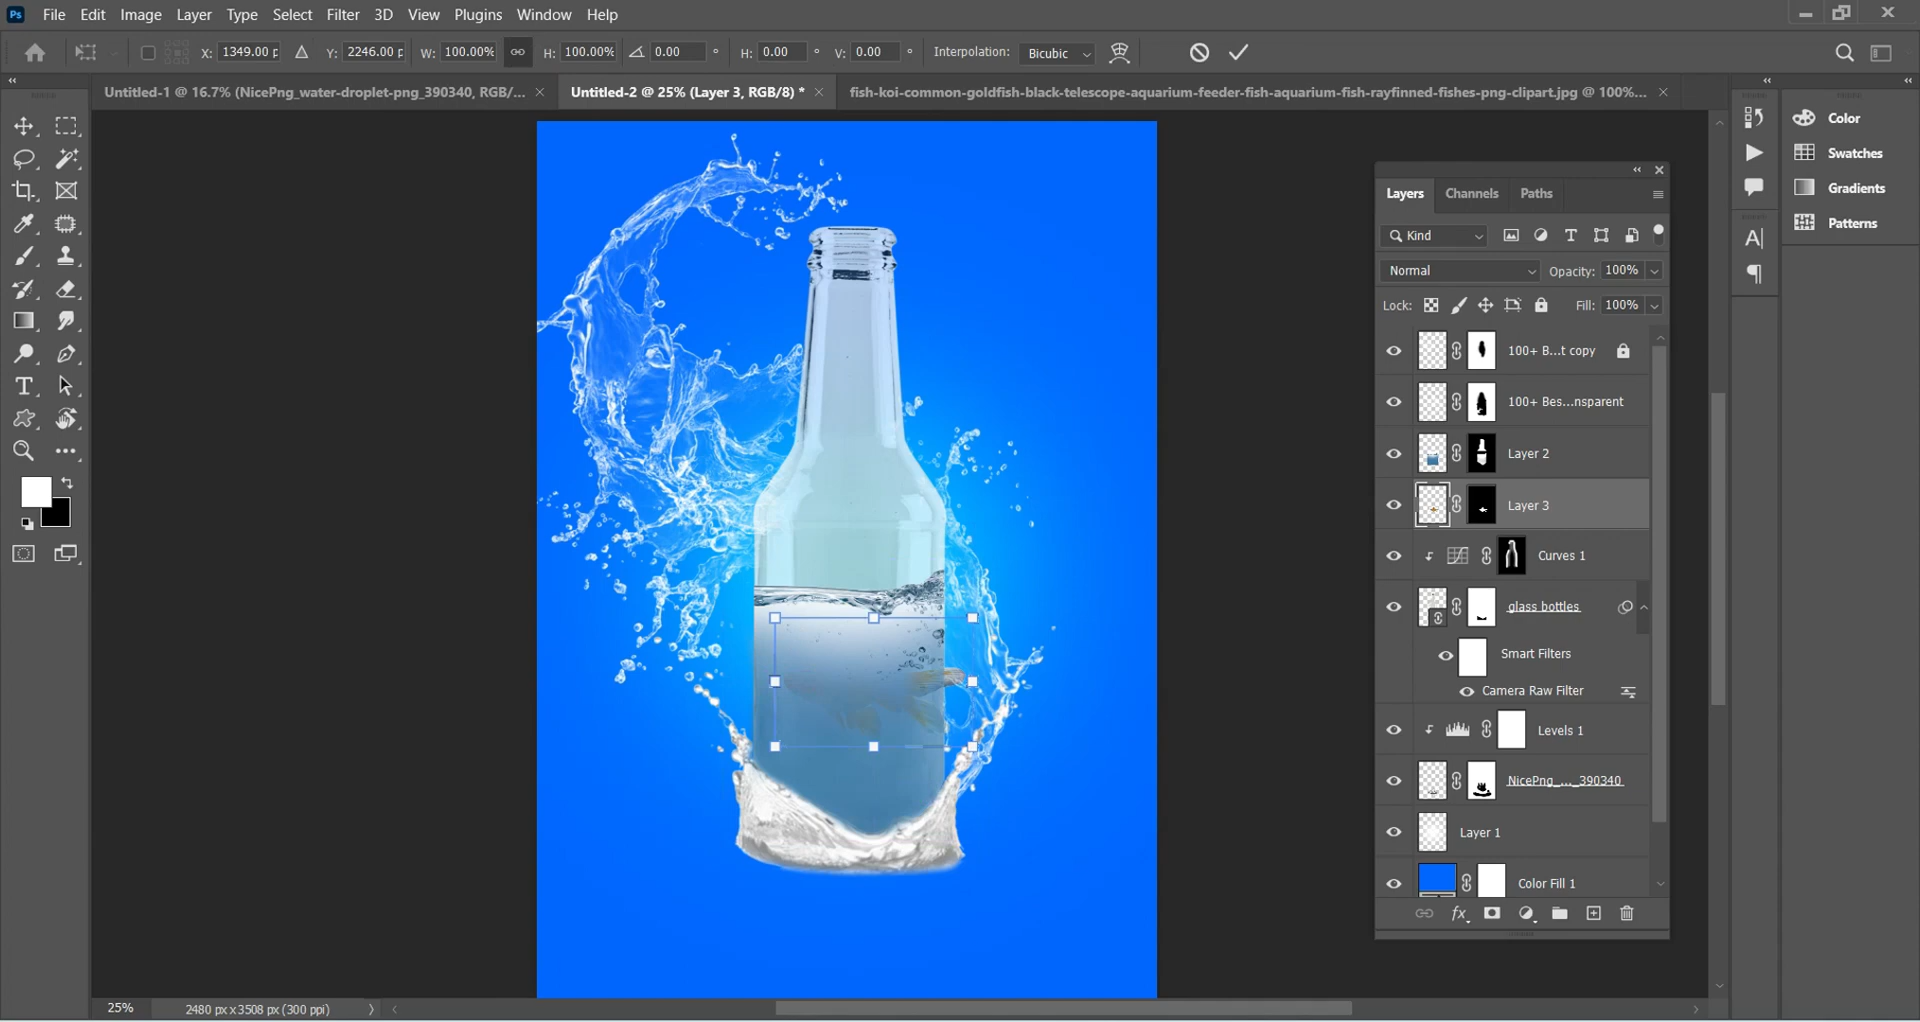 Ps File Edit Image Layer Type Select Filter 3D View Plugins Window Help
X: 1349.00 p Y: 2246.00 p W: 100.00% H: 100.00% 0.00 ° H: 0.00 ° V: 0.00 ° Interpolation: Bicubic
Untitled-1 @ 16.7% (NicePng_water-droplet-png_390340, RGB/... × Untitled-2 @ 25% (Layer 3, RGB/8) * × fish-koi-common-goldfish-black-telescope-aquarium-feeder-fish-aquarium-fish-rayfinned-fishes-png-clipart.jpg @ 100%... ×
Color
Swatches
Gradients
Patterns
Layers Channels Paths
Kind
Normal Opacity: 100%
Lock: Fill: 100%
100+ B...t copy
100+ Bes...nsparent
Layer 2
Layer 3
Curves 1
glass bottles
Smart Filters
Camera Raw Filter
Levels 1
NicePng_..._390340
Layer 1
Color Fill 1
fx
25% 2480 px x 3508 px (300 ppi)